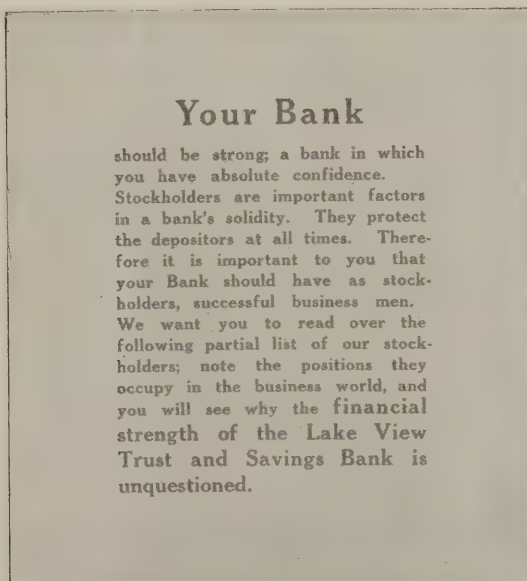 Your Bank
should be strong; a bank in which
you have absolute confidence.
Stockholders are important factors
in a bank's solidity. They protect
the depositors at all times. There-
fore it is important to you that
your Bank should have as stock-
holders, successful business men.
We want you to read over the
following partial list of our stock-
holders; note the positions they
occupy in the business world, and
you will see why the financial
strength of the Lake View
Trust and Savings Bank is
unquestioned.